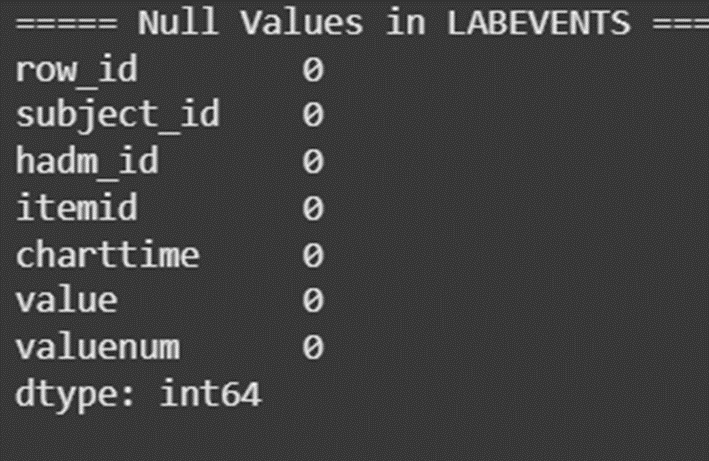 ===== Null Values in LABEVENTS ===
row_id 0
subject_id 0
hadm_id 0
itemid 0
charttime 0
value 0
valuenum 0
dtype: int64